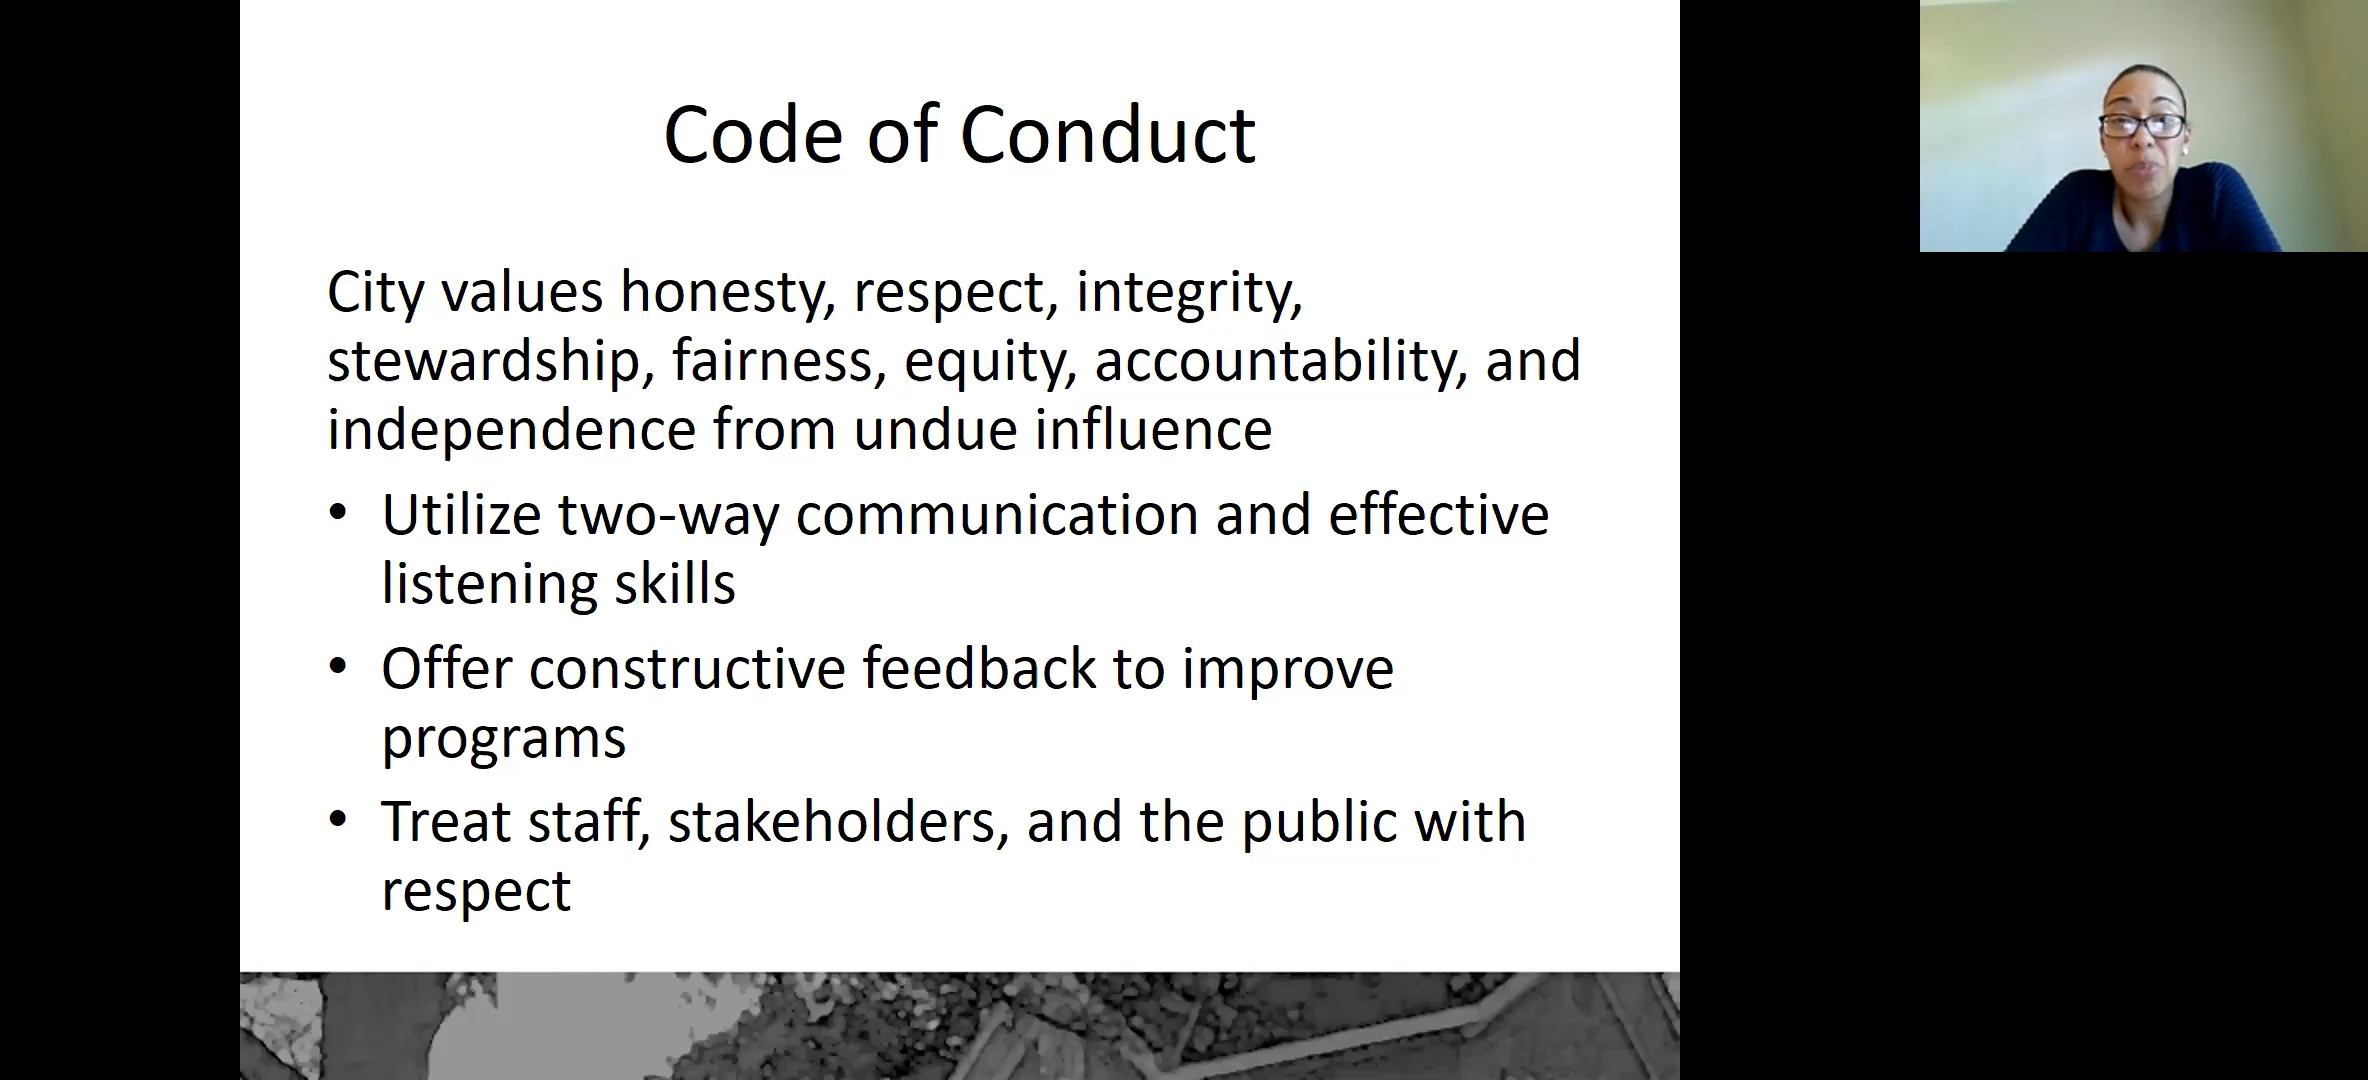 Code of Conduct
City values honesty, respect, integrity,
stewardship, fairness, equity, accountability, and
independence from undue influence
• Utilize two-way communication and effective
listening skills
• Offer constructive feedback to improve
programs
• Treat staff, stakeholders, and the public with
respect